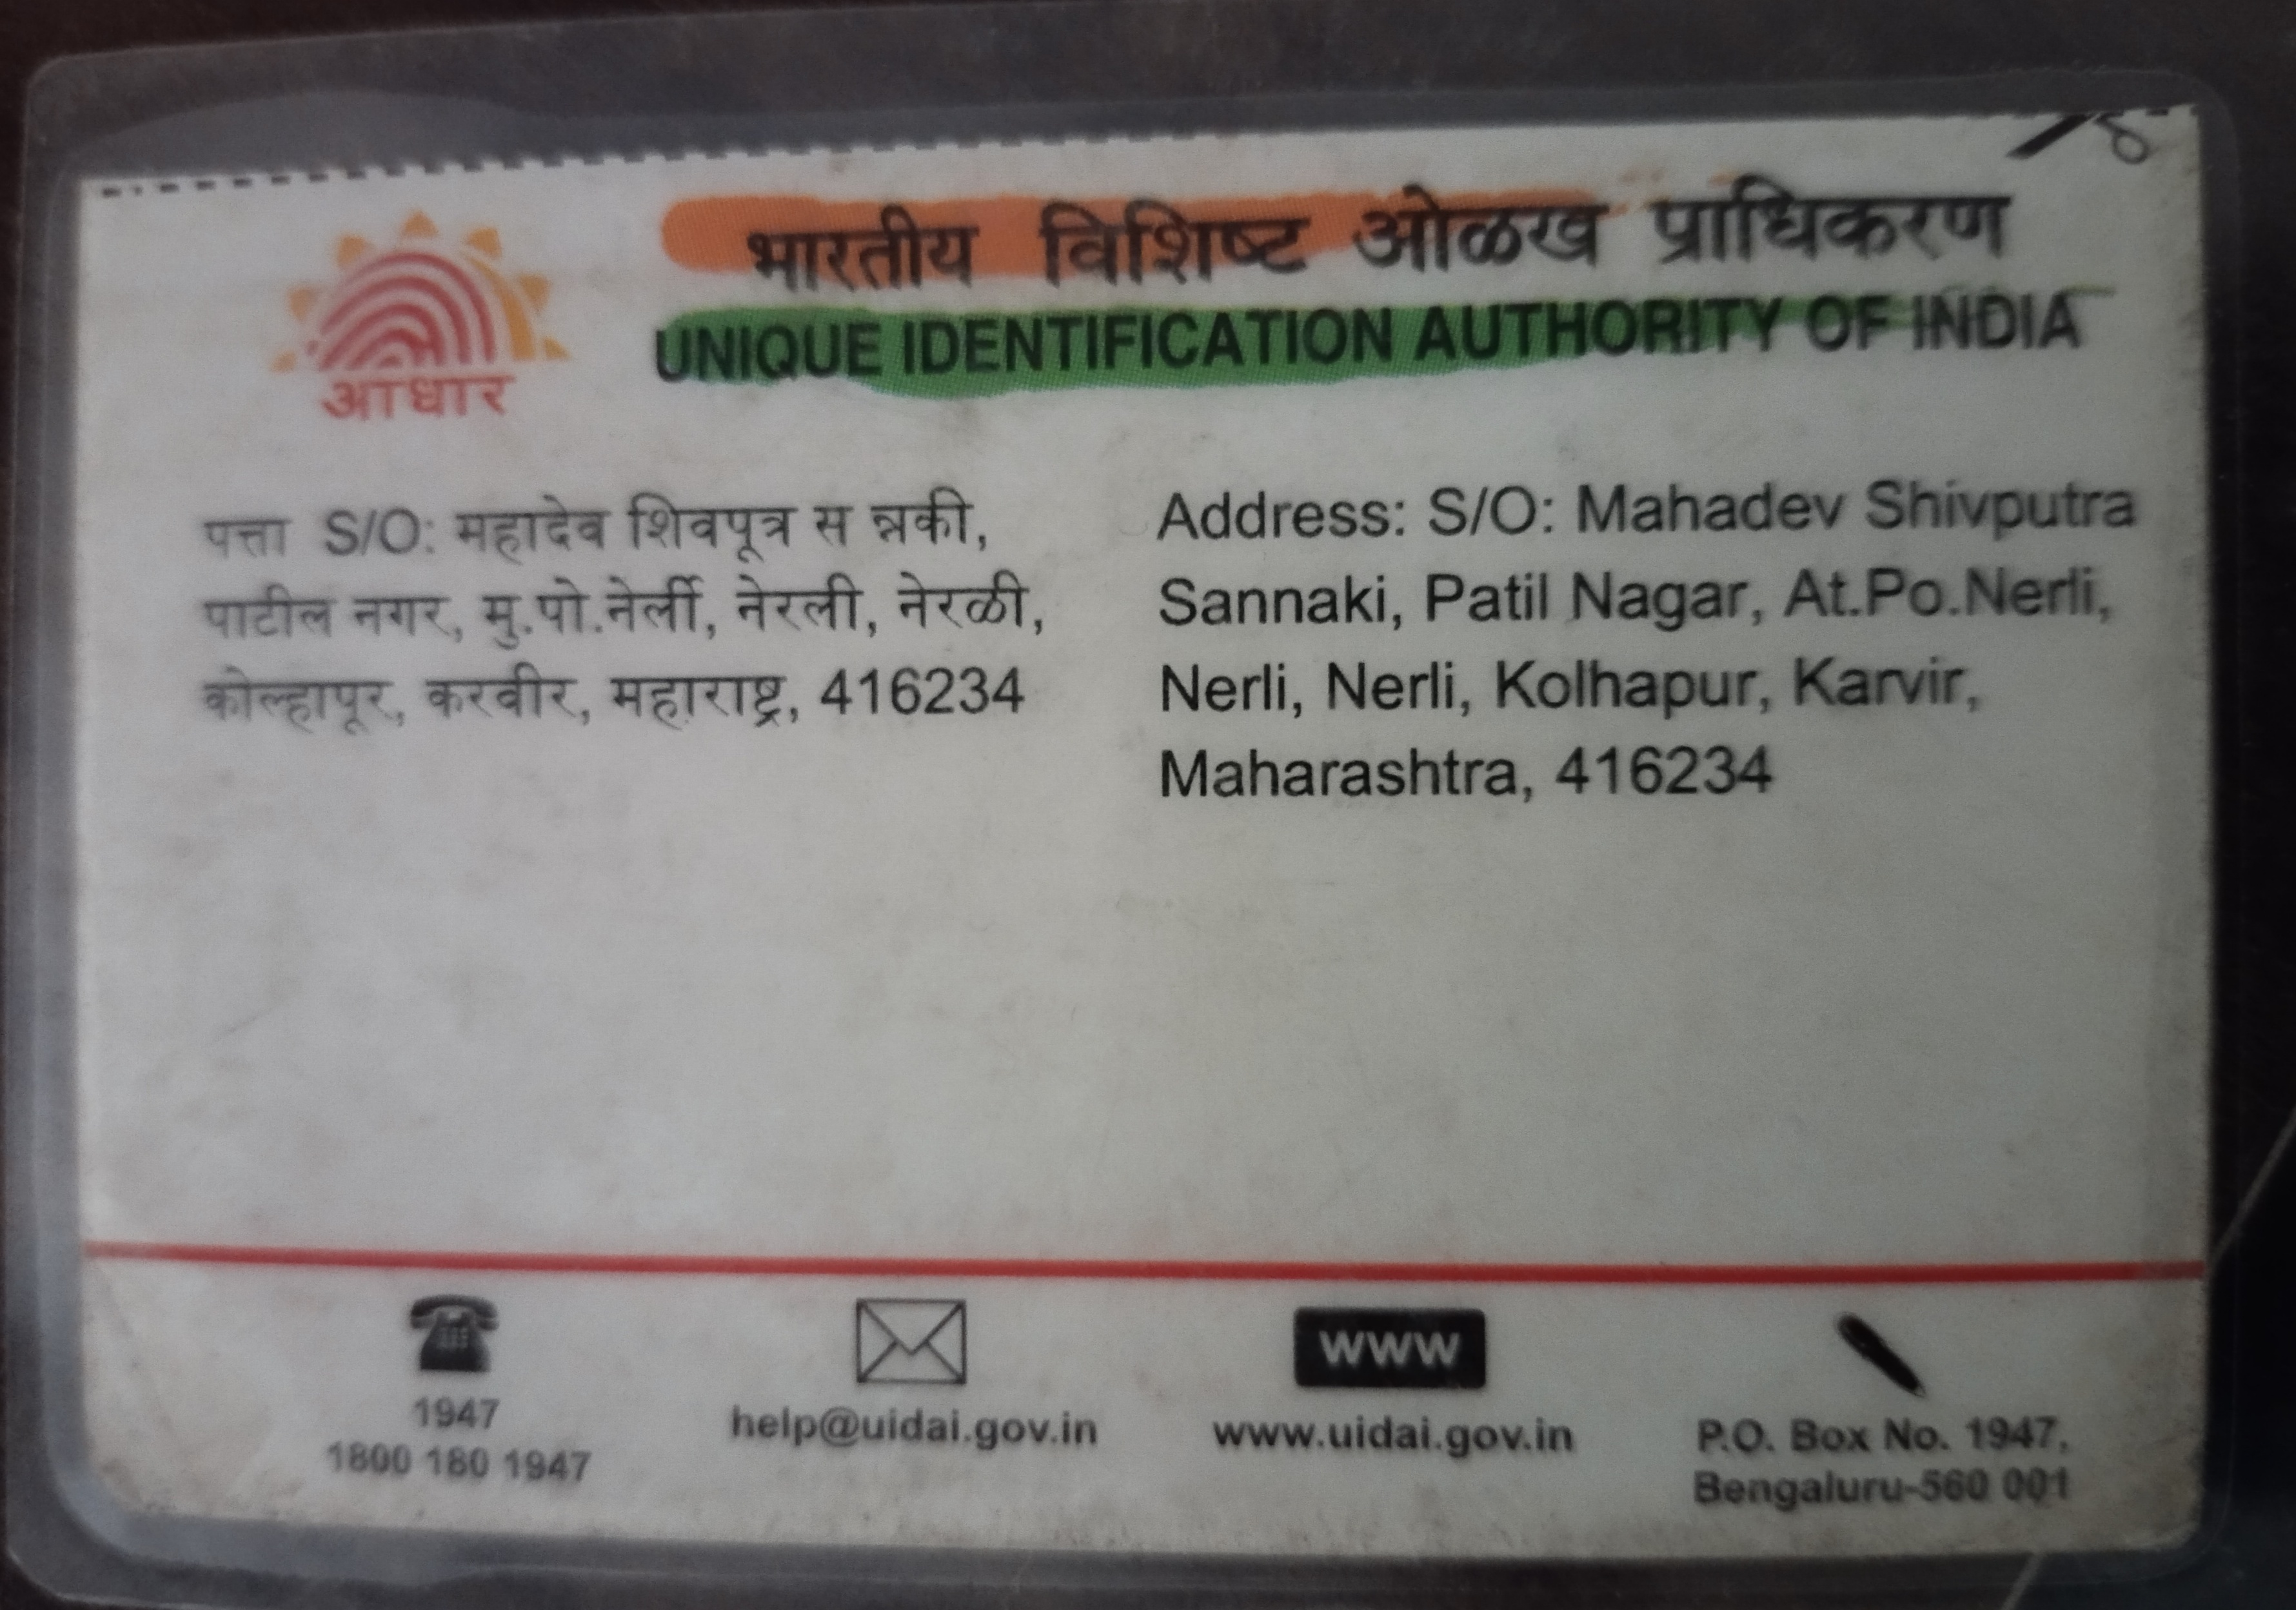 भारतीय विशिष्ट ओळख प्राधिकरण
UNIQUE IDENTIFICATION AUTHORITY OF INDIA
आधार
पत्ता S/O: महादेव शिवपूत्र स न्नकी,
पाटील नगर, मु.पो.नेर्ली, नेरली, नेरळी,
कोल्हापूर, करवीर, महाराष्ट्र, 416234
Address: S/O: Mahadev Shivputra
Sannaki, Patil Nagar, At.Po.Nerli,
Nerli, Nerli, Kolhapur, Karvir,
Maharashtra, 416234
1947
1800 180 1947
help@uidai.gov.in
www
www.uidai.gov.in
P.O. Box No. 1947,
Bengaluru-560 001